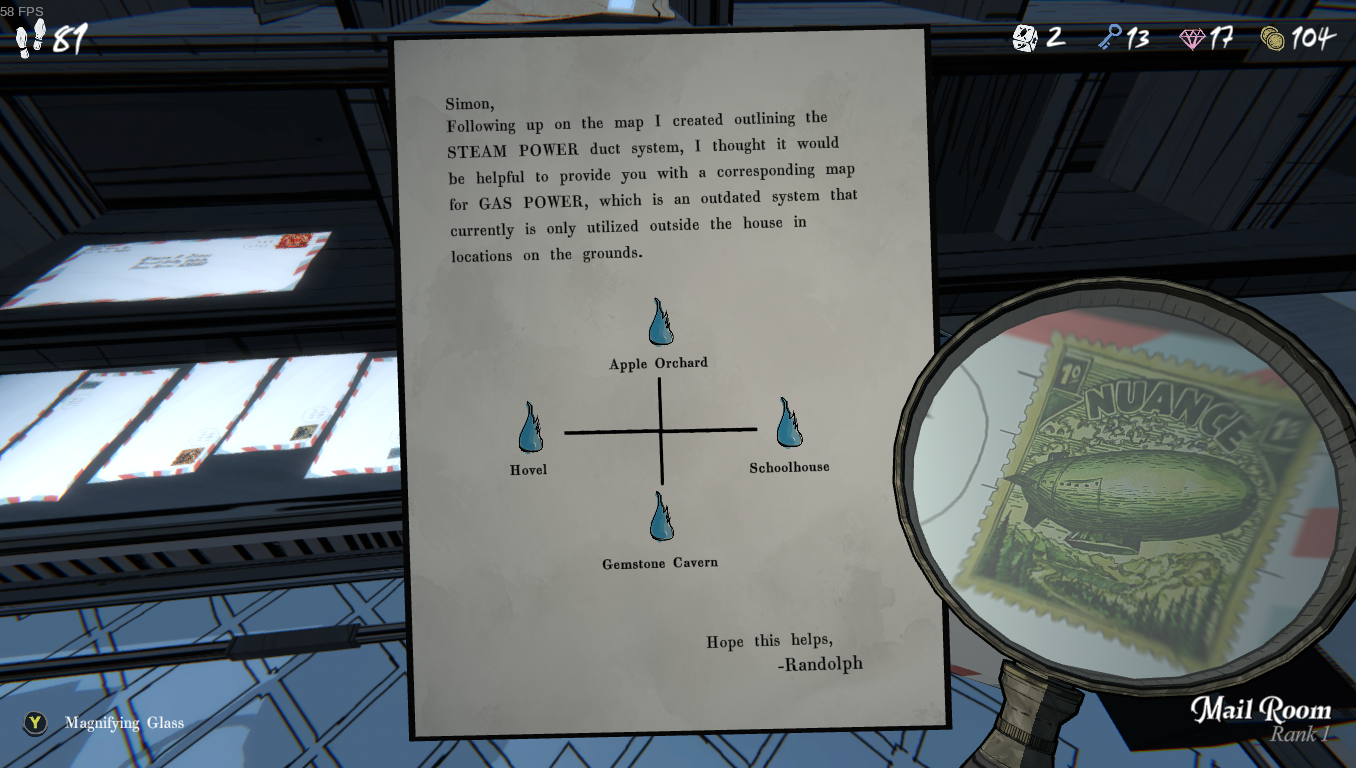 58 FPS
81
2
13
17
104
Simon,
Following up on the map I created outlining the
STEAM POWER duct system, I thought it would
be helpful to provide you with a corresponding map
for GAS POWER, which is an outdated system that
currently is only utilized outside the house in
locations on the grounds.
Apple Orchard
Hovel
Schoolhouse
Gemstone Cavern
Hope this helps,
-Randolph
NUANCE
Y Magnifying Glass
Mail Room
Rank 1